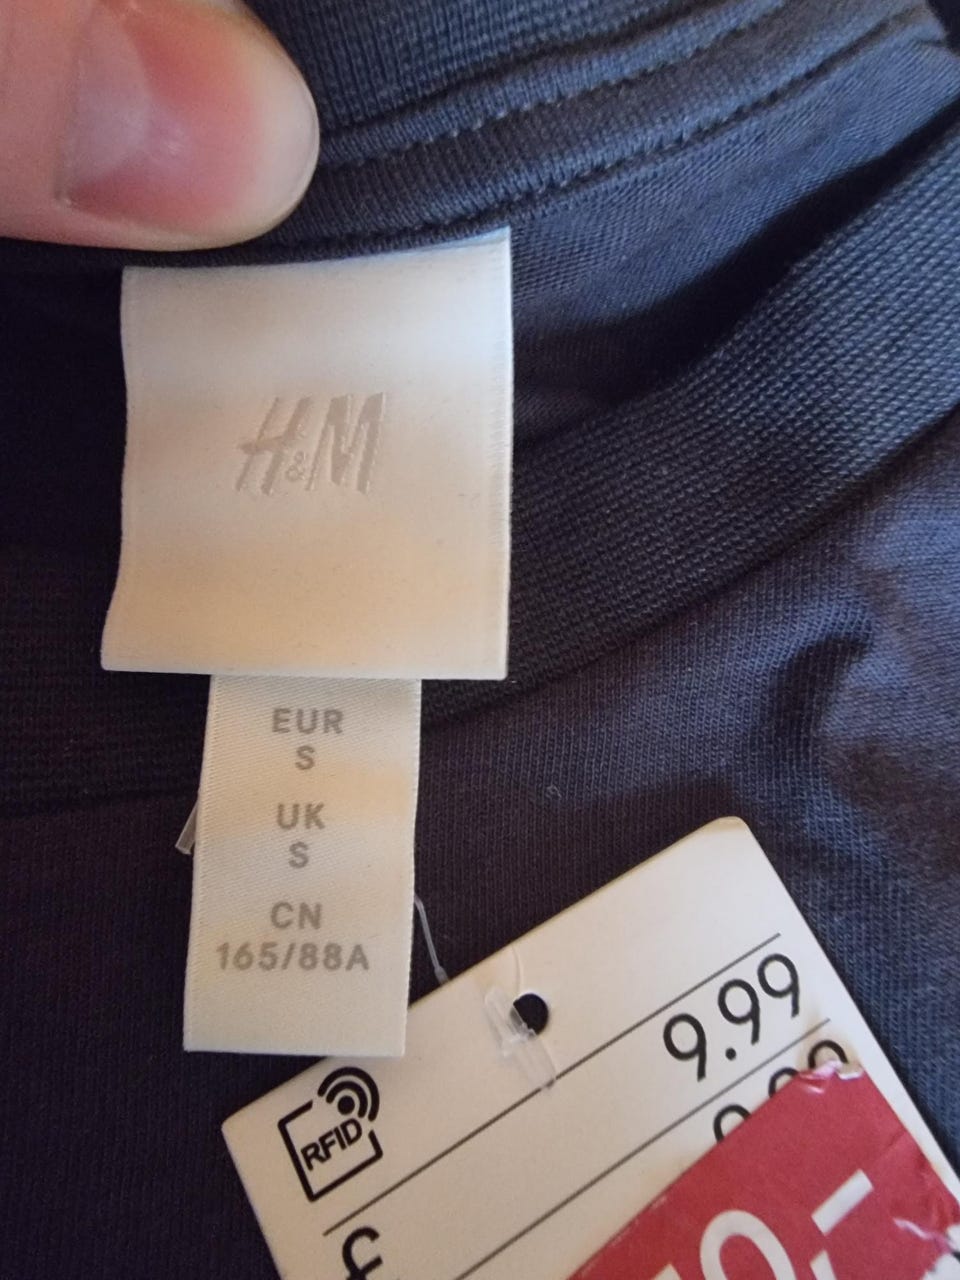 H&M
EUR
S
UK
S
CN
165/88A
9.99
RFID
£